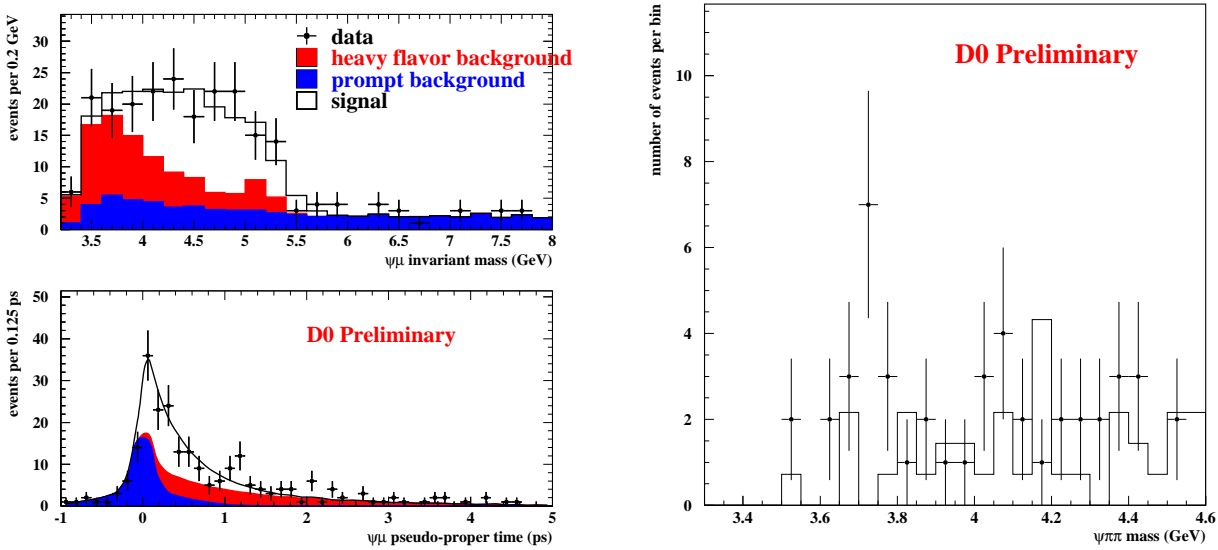 events per 0.2 GeV
30
25
20
15
10
5
0
data
heavy flavor background
prompt background
signal
3.5 4 4.5 5 5.5 6 6.5 7 7.5 8
ψμ invariant mass (GeV)
events per 0.125 ps
50
40
30
20
10
0
D0 Preliminary
-1 0 1 2 3 4 5
ψμ pseudo-proper time (ps)
number of events per bin
10
8
6
4
2
0
D0 Preliminary
3.4 3.6 3.8 4 4.2 4.4 4.6
ψππ mass (GeV)